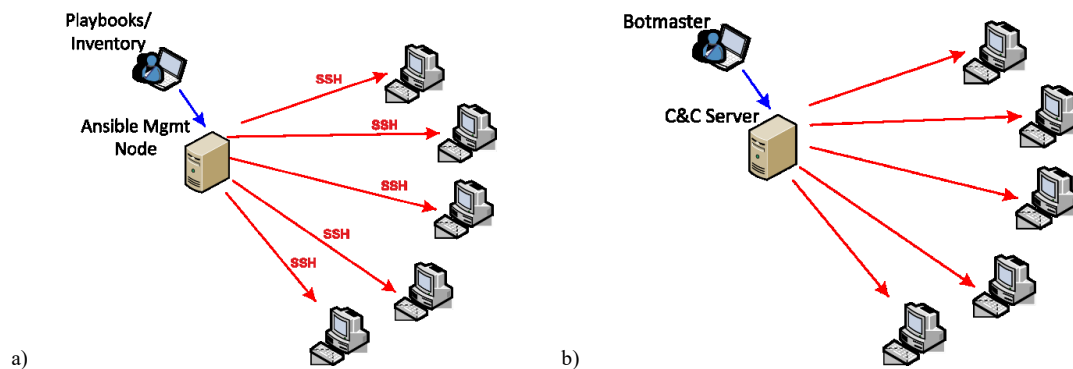 Playbooks/
Inventory
Ansible Mgmt
Node
SSH
SSH
SSH
SSH
SSH
a)
Botmaster
C&C Server
b)